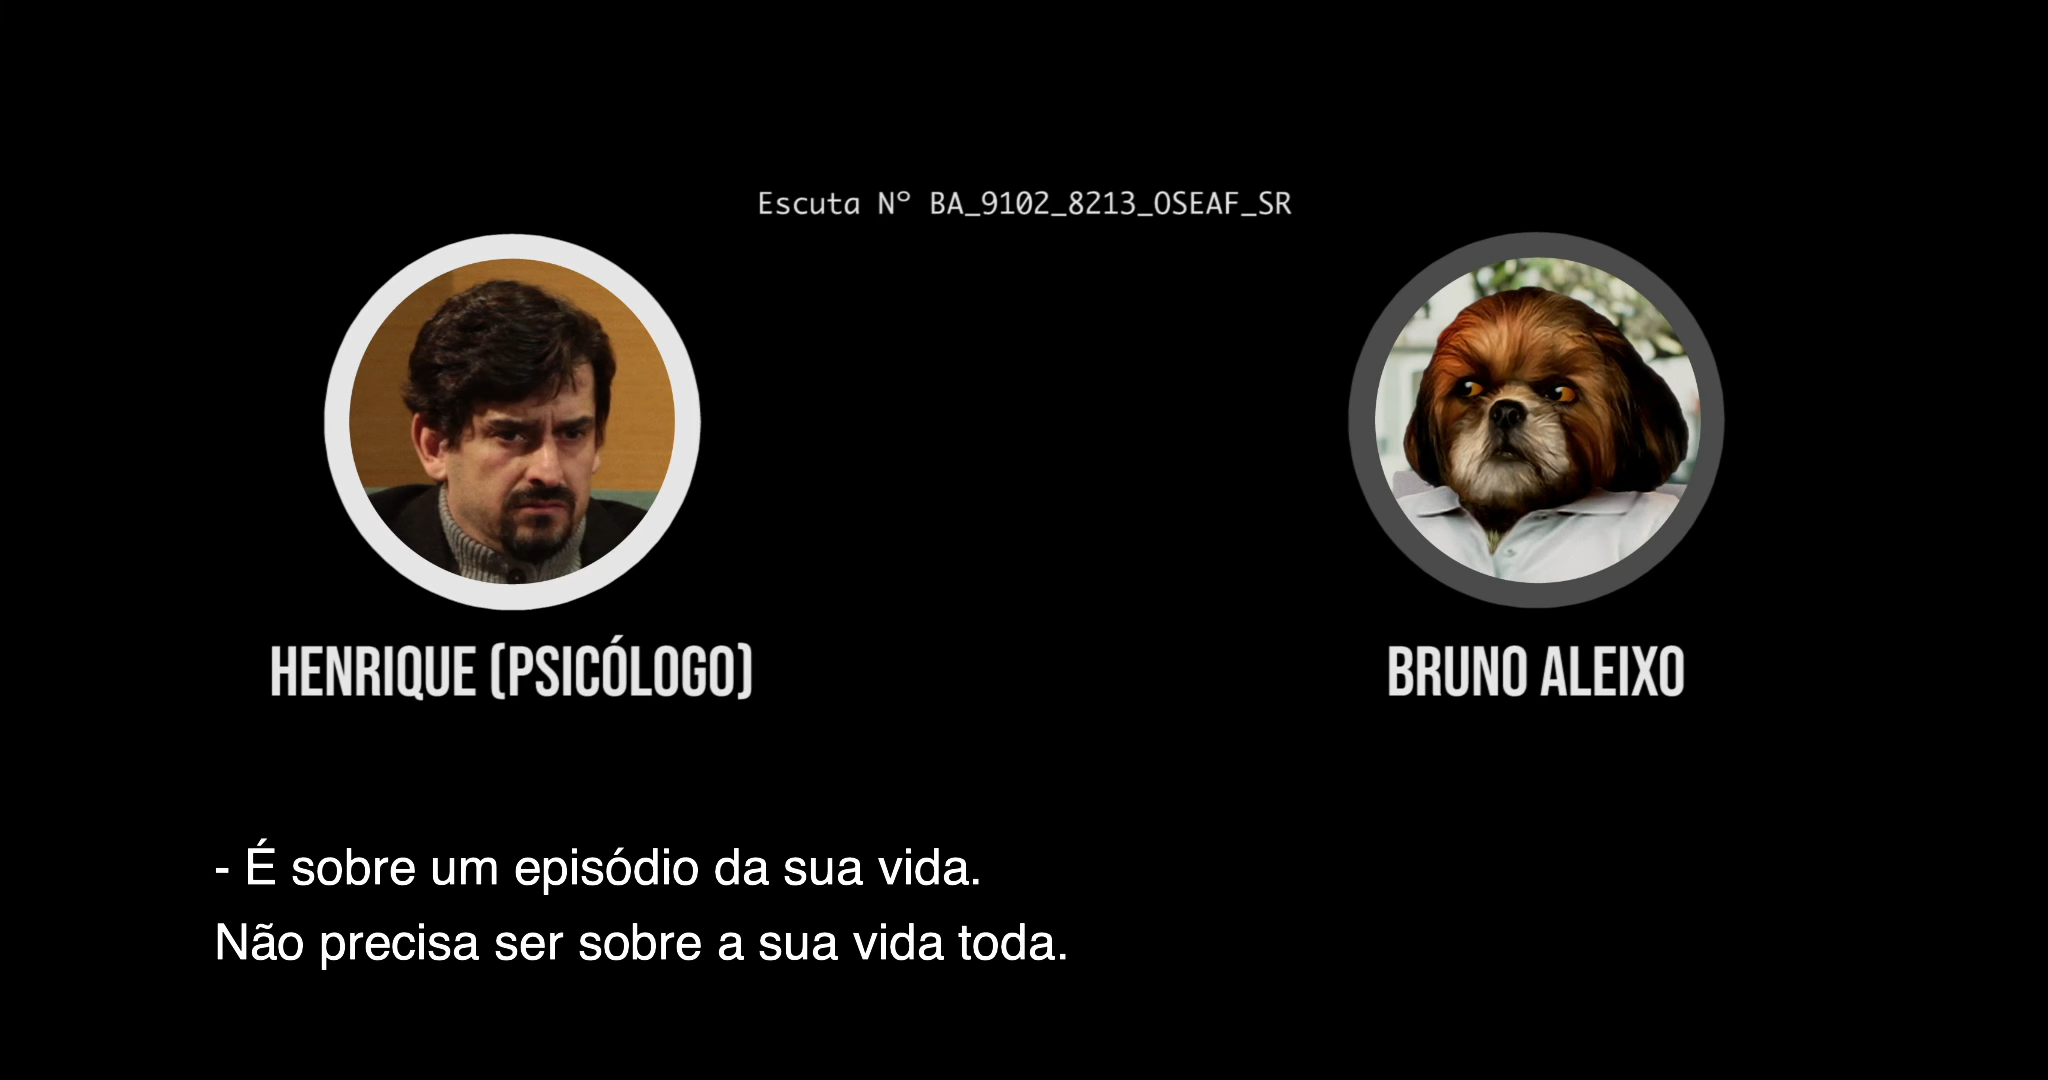 Escuta Nº BA_9102_8213_OSEAF_SR
HENRIQUE (PSICÓLOGO)
BRUNO ALEIXO
- É sobre um episódio da sua vida.
Não precisa ser sobre a sua vida toda.